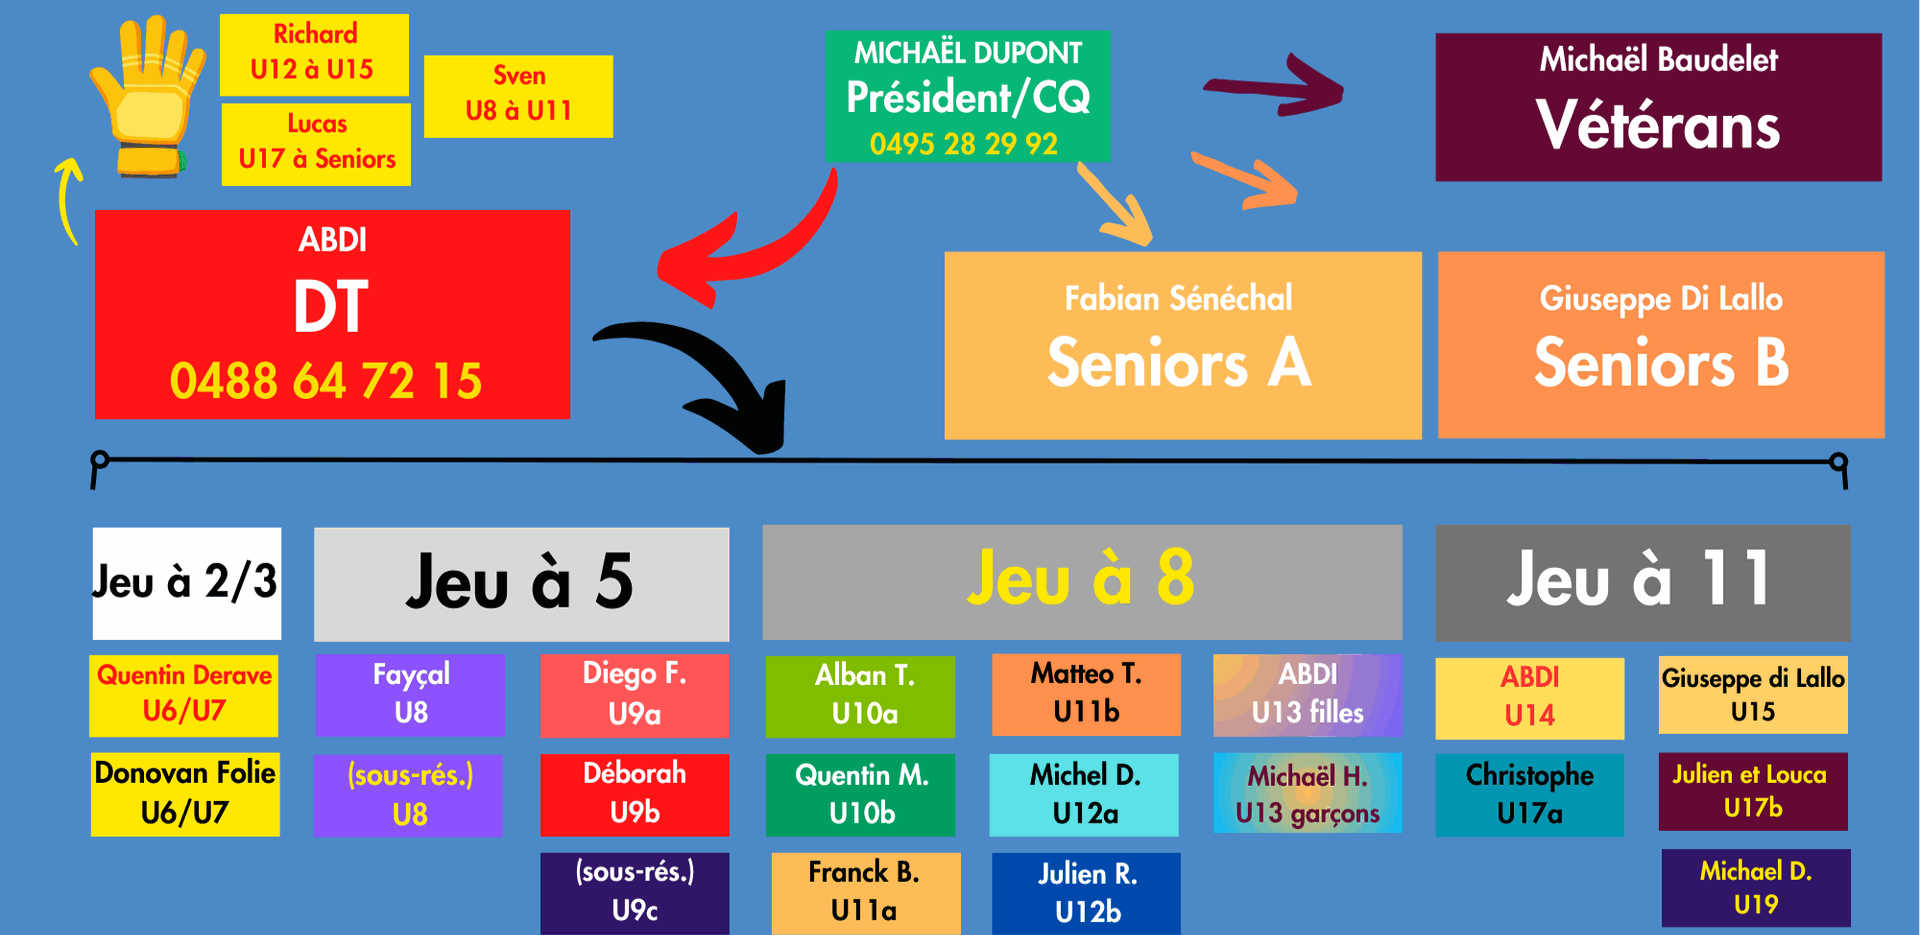 Richard
U12 à U15
Lucas
U17 à Seniors
Sven
U8 à U11
MICHAËL DUPONT
Président/CQ
0495 28 29 92
Michaël Baudelet
Vétérans
ABDI
DT
0488 64 72 15
Fabian Sénéchal
Seniors A
Giuseppe Di Lallo
Seniors B
Jeu à 2/3
Jeu à 5
Jeu à 8
Jeu à 11
Quentin Derave
U6/U7
Fayçal
U8
Diego F.
U9a
Alban T.
U10a
Matteo T.
U11b
ABDI
U13 filles
ABDI
U14
Giuseppe di Lallo
U15
Donovan Folie
U6/U7
(sous-rés.)
U8
Déborah
U9b
Quentin M.
U10b
Michel D.
U12a
Michaël H.
U13 garçons
Christophe
U17a
Julien et Louca
U17b
(sous-rés.)
U9c
Franck B.
U11a
Julien R.
U12b
Michael D.
U19